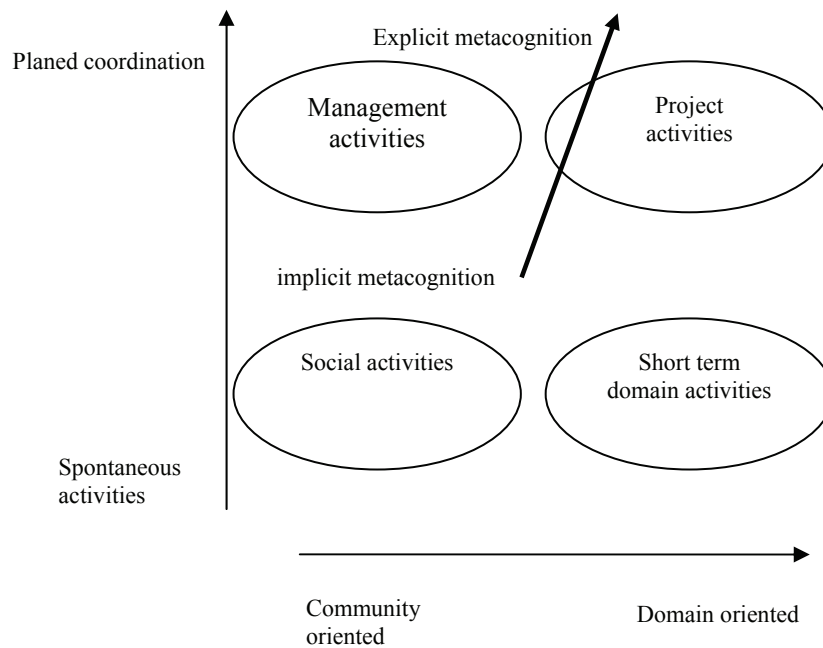 Explicit metacognition
Planed coordination
Management
activities
Project
activities
implicit metacognition
Social activities
Short term
domain activities
Spontaneous
activities
Community
oriented
Domain oriented